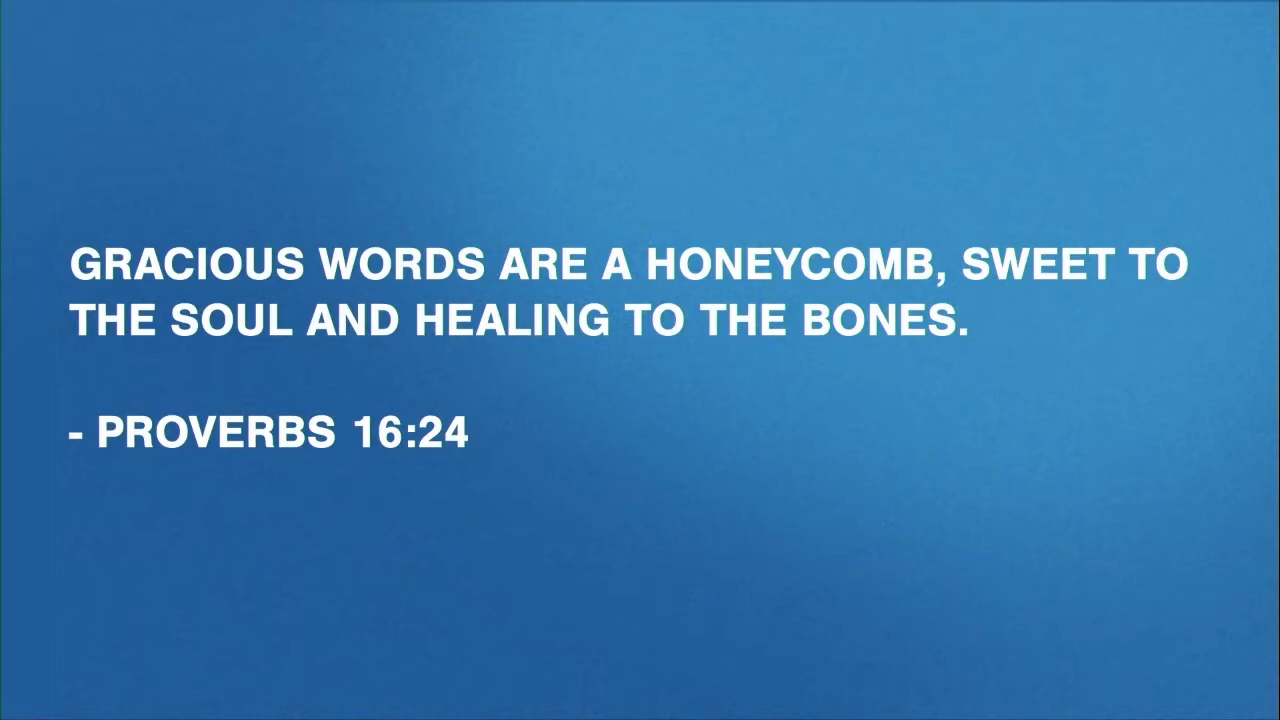 GRACIOUS WORDS ARE A HONEYCOMB, SWEET TO
THE SOUL AND HEALING TO THE BONES.
- PROVERBS 16:24